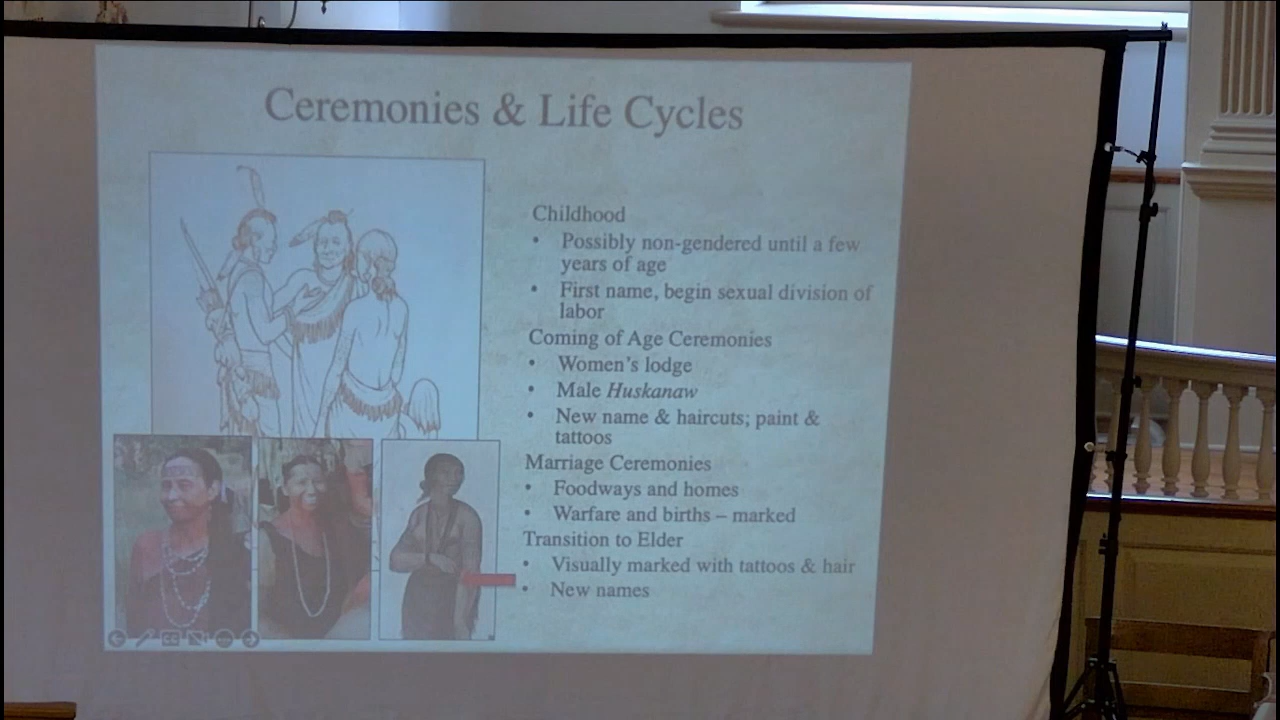 Ceremonies & Life Cycles
Childhood
• Possibly non-gendered until a few
years of age
• First name, begin sexual division of
labor
Coming of Age Ceremonies
• Women's lodge
• Male Huskanaw
• New name & haircuts; paint &
tattoos
Marriage Ceremonies
• Foodways and homes
• Warfare and births – marked
Transition to Elder
• Visually marked with tattoos & hair
• New names